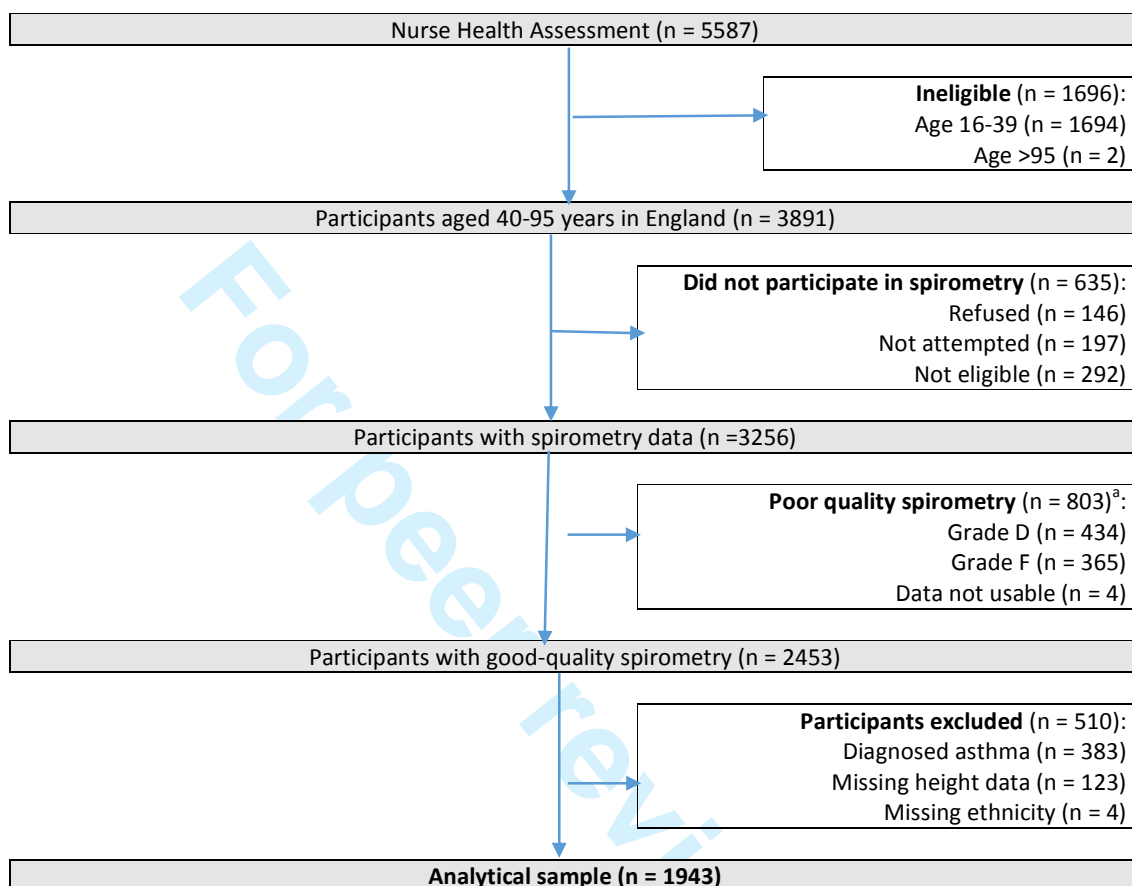 Nurse Health Assessment (n = 5587)
Ineligible (n = 1696):
Age 16-39 (n = 1694)
Age >95 (n = 2)
Participants aged 40-95 years in England (n = 3891)
Did not participate in spirometry (n = 635):
Refused (n = 146)
Not attempted (n = 197)
Not eligible (n = 292)
Participants with spirometry data (n =3256)
Poor quality spirometry (n = 803)a:
Grade D (n = 434)
Grade F (n = 365)
Data not usable (n = 4)
Participants with good-quality spirometry (n = 2453)
Participants excluded (n = 510):
Diagnosed asthma (n = 383)
Missing height data (n = 123)
Missing ethnicity (n = 4)
Analytical sample (n = 1943)
For peer revi